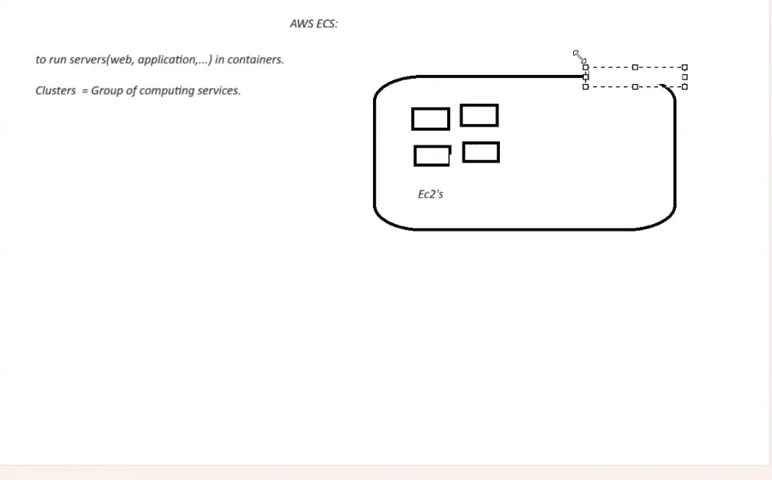 AWS ECS:
to run servers(web, application,...) in containers.
Clusters = Group of computing services.
Ec2's